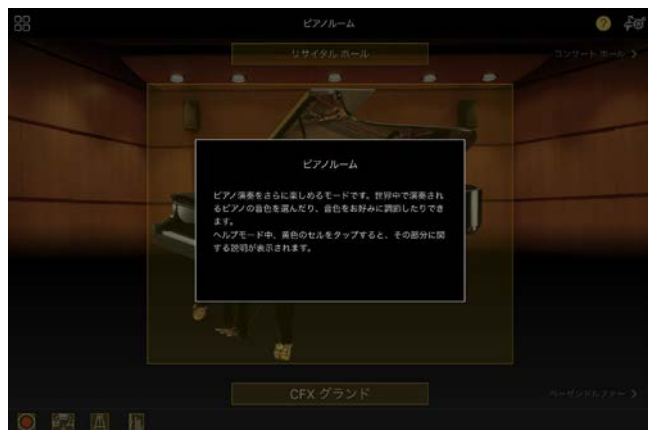 ピアノルーム
?
リサイタル ホール
コンサート ホール >
ピアノルーム
ピアノ演奏をさらに楽しめるモードです。世界中で演奏され
るピアノの音色を選んだり、音色をお好みに調節したりでき
ます。
ヘルプモード中、黄色のセルをタップすると、その部分に関
する説明が表示されます。
CFX グランド
ベーゼンドルファー >